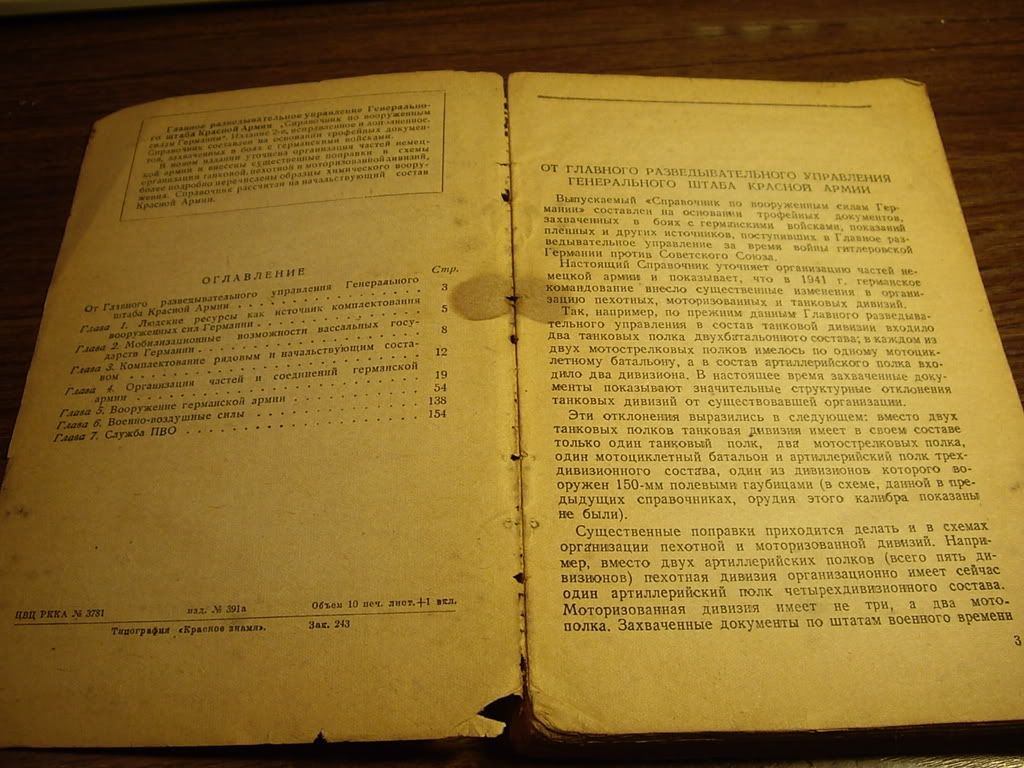 Главное разведывательное управление Генерально-
го штаба Красной Армии „Справочник по вооруженным
силам Германии". Издание 2-е, исправленное и дополненное.
Справочник составлен на основании трофейных докумен-
тов, захваченных в боях с германскими войсками.
В новом издании уточнена организация частей немец-
кой армии и внесены существенные поправки в схемы
организации танковой, пехотной и моторизованной дивизий,
более подробно перечислены образцы химического воору-
жения. Справочник рассчитан на начальствующий состав
Красной Армии.
ОГЛАВЛЕНИЕ
Стр.
От Главного разведывательного управления Генерального
штаба Красной Армии . . . . . . . . . . 3
Глава 1. Людские ресурсы как источник комплектования
вооруженных сил Германии . . . . . . . . . . 5
Глава 2. Мобилизационные возможности вассальных госу-
дарств Германии . . . . . . . . . . 8
Глава 3. Комплектование рядовым и начальствующим соста-
вом . . . . . . . . . . 12
Глава 4. Организация частей и соединений германской
армии . . . . . . . . . . 19
Глава 5. Вооружение германской армии . . . . . . . . . . 54
Глава 6. Военно-воздушные силы . . . . . . . . . . 138
Глава 7. Служба ПВО . . . . . . . . . . 154
ЦВЦ РККА № 3781 изд. № 391а Объем 10 печ. лист.+1 вкл.
Типография «Красное знамя». Зак. 243
ОТ ГЛАВНОГО РАЗВЕДЫВАТЕЛЬНОГО УПРАВЛЕНИЯ
ГЕНЕРАЛЬНОГО ШТАБА КРАСНОЙ АРМИИ
Выпускаемый «Справочник по вооруженным силам Гер-
мании» составлен на основании трофейных документов,
захваченных в боях с германскими войсками, показаний
пленных и других источников, поступивших в Главное раз-
ведывательное управление за время войны гитлеровской
Германии против Советского Союза.
Настоящий Справочник уточняет организацию частей не-
мецкой армии и показывает, что в 1941 г. германское
командование внесло существенные изменения в органи-
зацию пехотных, моторизованных и танковых дивизий.
Так, например, по прежним данным Главного разведыва-
тельного управления в состав танковой дивизии входило
два танковых полка двухбатальонного состава; в каждом из
двух мотострелковых полков имелось по одному мотоцик-
летному батальону, а в состав артиллерийского полка вхо-
дило два дивизиона. В настоящее время захваченные доку-
менты показывают значительные структурные отклонения
танковых дивизий от существовавшей организации.
Эти отклонения выразились в следующем: вместо двух
танковых полков танковая дивизия имеет в своем составе
только один танковый полк, два мотострелковых полка,
один мотоциклетный батальон и артиллерийский полк трех-
дивизионного состава, один из дивизионов которого во-
оружен 150-мм полевыми гаубицами (в схеме, данной в пре-
дыдущих справочниках, орудия этого калибра показаны
не были).
Существенные поправки приходится делать и в схемах
организации пехотной и моторизованной дивизий. Напри-
мер, вместо двух артиллерийских полков (всего пять ди-
визионов) пехотная дивизия организационно имеет сейчас
один артиллерийский полк четырехдивизионного состава.
Моторизованная дивизия имеет не три, а два мото-
полка. Захваченные документы по штатам военного времени
3